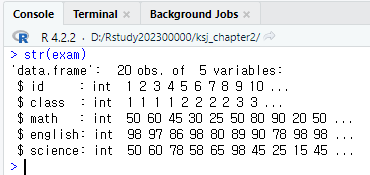 Console Terminal × Background Jobs ×
R 4.2.2 · D:/Rstudy202300000/ksj_chapter2/
> str(exam)
'data.frame': 20 obs. of 5 variables:
$ id : int 1 2 3 4 5 6 7 8 9 10 ...
$ class : int 1 1 1 1 2 2 2 2 3 3 ...
$ math : int 50 60 45 30 25 50 80 90 20 50 ...
$ english: int 98 97 86 98 80 89 90 78 98 98 ...
$ science: int 50 60 78 58 65 98 45 25 15 45 ...
>